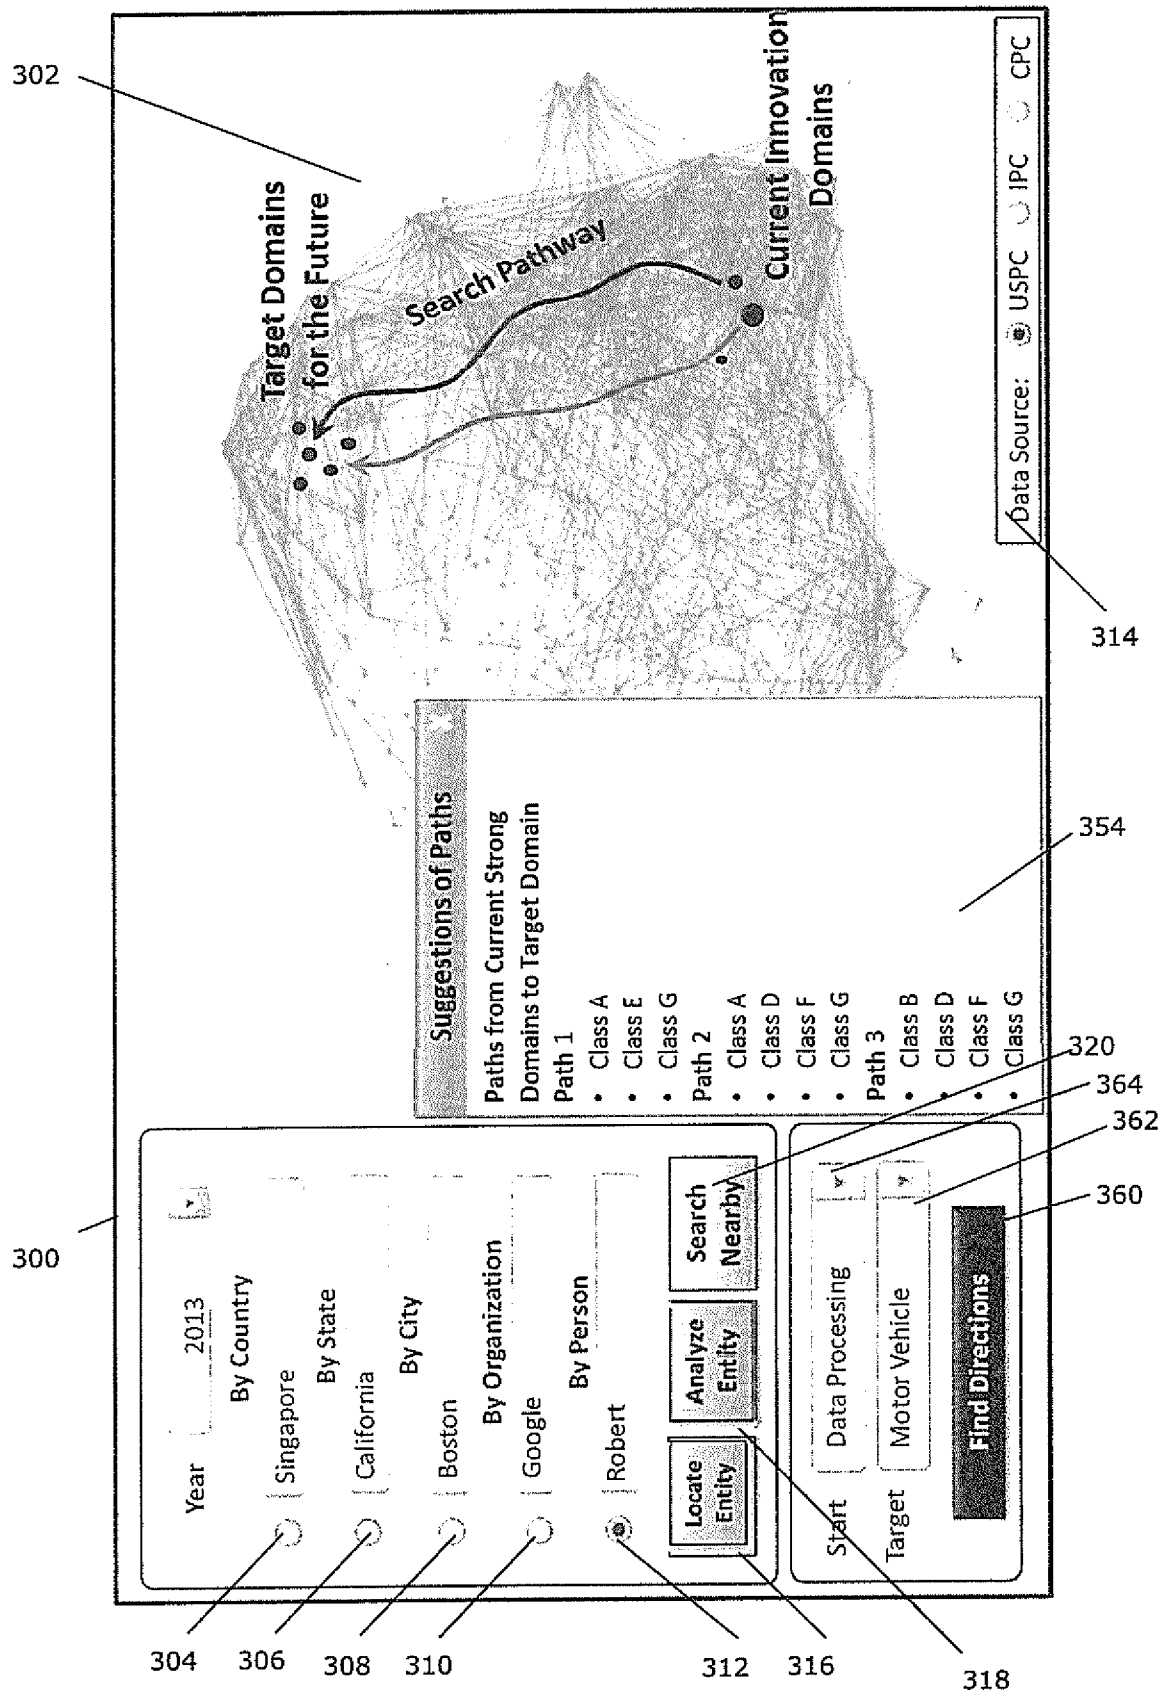 300
302
Year 2013
By Country
Singapore
By State
California
By City
Boston
By Organization
Google
By Person
Robert
Locate
Entity
Analyze
Entity
Search
Nearby
Start Data Processing
Target Motor Vehicle
Find Directions
Suggestions of Paths X
Paths from Current Strong
Domains to Target Domain
Path 1
• Class A
• Class E
• Class G
Path 2
• Class A
• Class D
• Class F
• Class G
Path 3
• Class B
• Class D
• Class F
• Class G
Target Domains
for the Future
Search Pathway
Current Innovation
Domains
Data Source: USPC IPC CPC
304
306
308
310
312
316
318
314
354
320
364
362
360